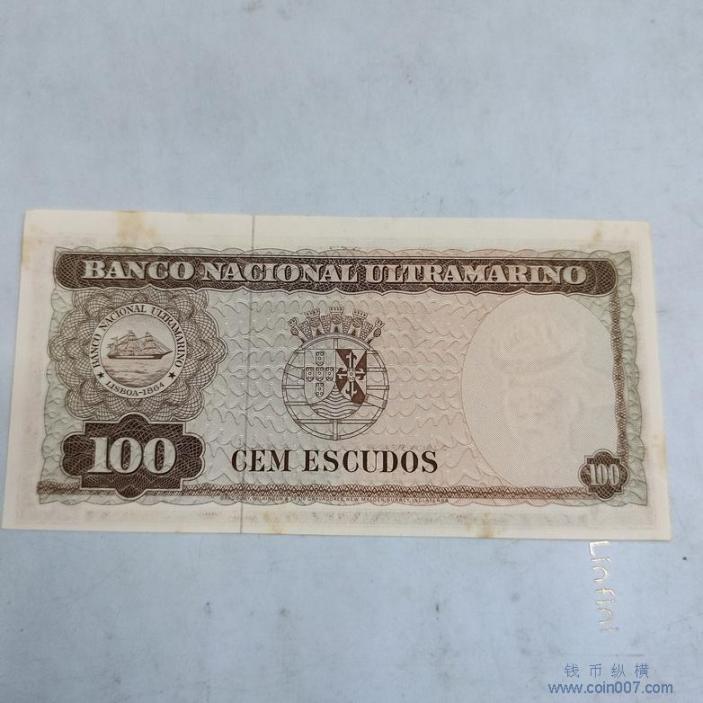 BANCO NACIONAL ULTRAMARINO
BANCO NACIONAL ULTRAMARINO
LISBOA-1864
100
CEM ESCUDOS
100
Linfini
钱币纵横
www.coin007.com